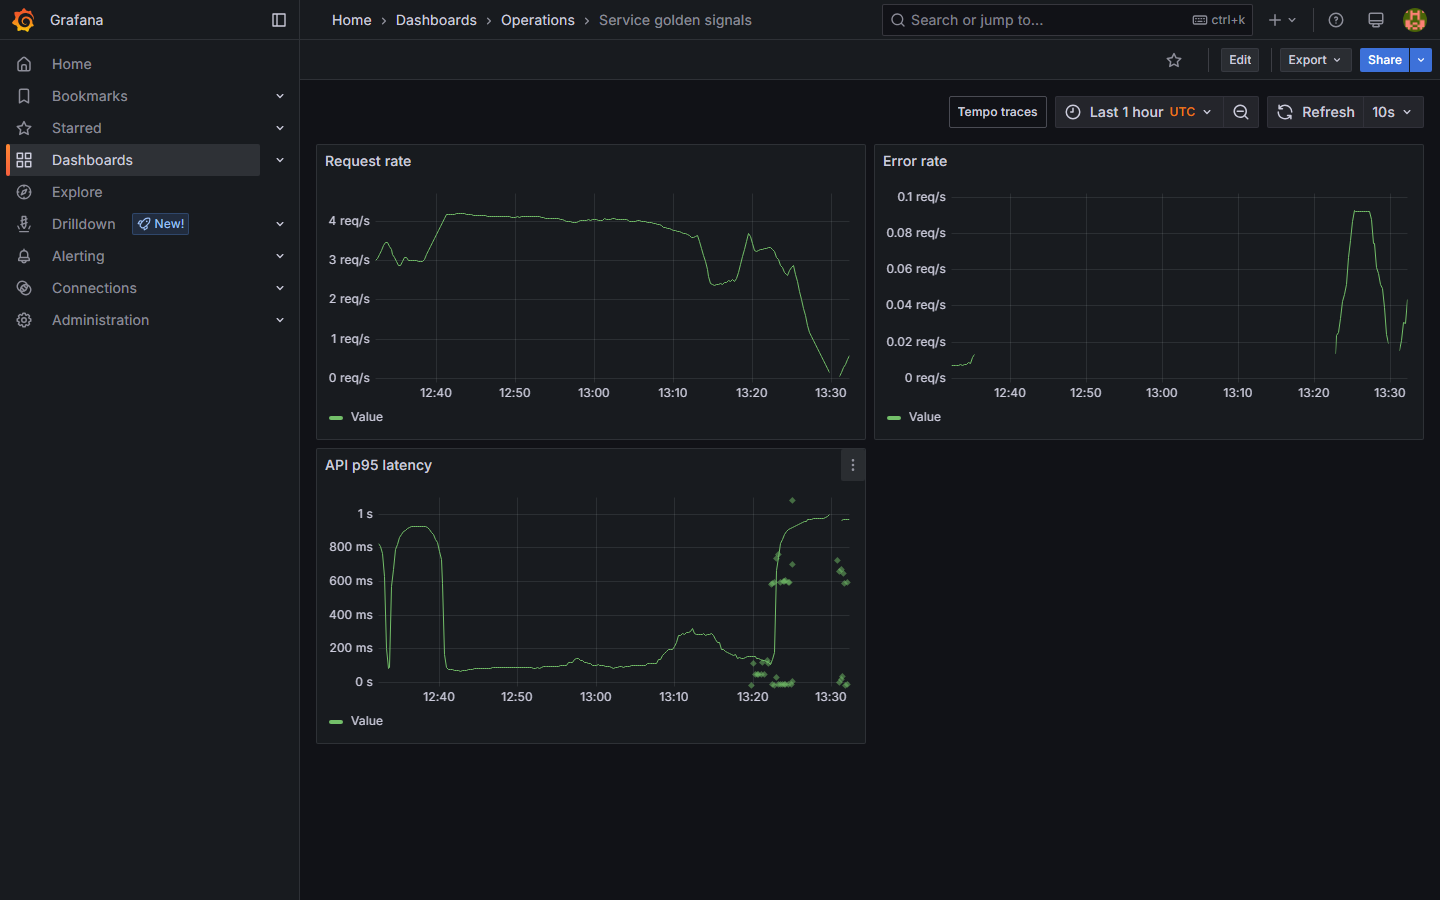 Grafana
Home
Dashboards
Operations
Service golden signals
Search or jump to...
ctrl+k
Home
Bookmarks
Starred
Dashboards
Explore
Drilldown
New!
Alerting
Connections
Administration
Edit
Export
Share
Tempo traces
Last 1 hour UTC
Refresh
10s
Request rate
4 req/s
3 req/s
2 req/s
1 req/s
0 req/s
12:40
12:50
13:00
13:10
13:20
13:30
Value
Error rate
0.1 req/s
0.08 req/s
0.06 req/s
0.04 req/s
0.02 req/s
0 req/s
12:40
12:50
13:00
13:10
13:20
13:30
Value
API p95 latency
1 s
800 ms
600 ms
400 ms
200 ms
0 s
12:40
12:50
13:00
13:10
13:20
13:30
Value